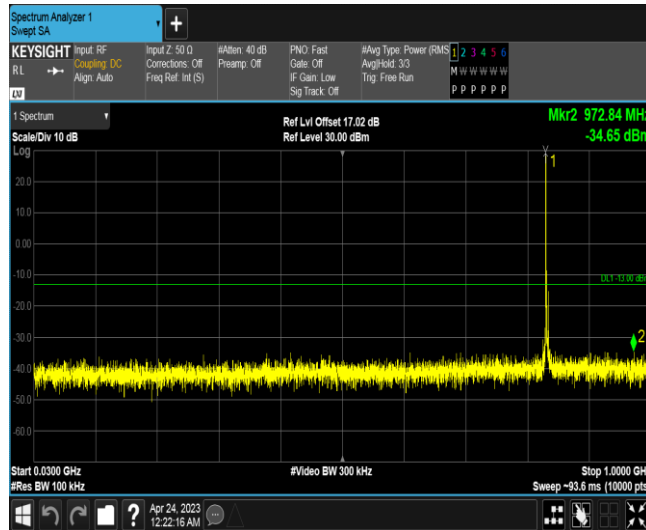 Spectrum Analyzer 1
Swept SA
+
KEYSIGHT Input: RF Input Z: 50 Ω #Atten: 40 dB PNO: Fast #Avg Type: Power (RMS 1 2 3 4 5 6
RL Coupling: DC Corrections: Off Preamp: Off Gate: Off Avg|Hold: 3/3 M W W W W W
Align: Auto Freq Ref: Int (S) IF Gain: Low Trig: Free Run
LXI Sig Track: Off P P P P P P
1 Spectrum Ref Lvl Offset 17.02 dB Mkr2 972.84 MHz
Scale/Div 10 dB Ref Level 30.00 dBm -34.65 dBm
Log
1
20.0
10.0
0.00
-10.0
DL1 -13.00 dBm
-20.0
-30.0
2
-40.0
-50.0
-60.0
Start 0.0300 GHz #Video BW 300 kHz Stop 1.0000 GH
#Res BW 100 kHz Sweep ~93.6 ms (10000 pts
? Apr 24, 2023
12:22:16 AM